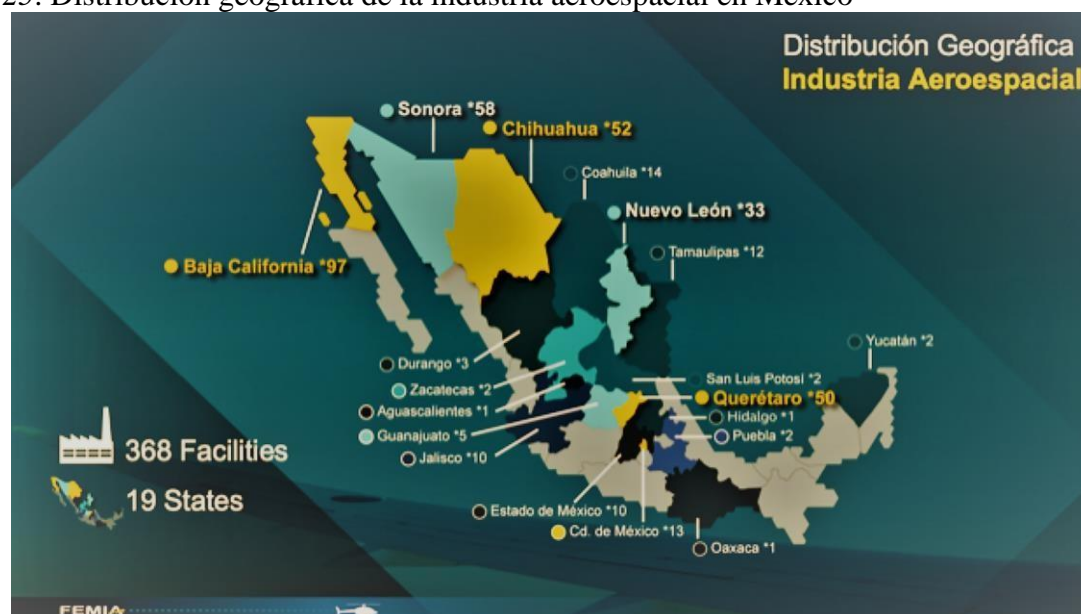 25. Distribución geográfica de la industria aeroespacial en México
Distribución Geográfica
Industria Aeroespacial
Sonora *58
Chihuahua *52
Coahuila *14
Nuevo León *33
Tamaulipas *12
Baja California *97
Yucatán *2
Durango *3
San Luis Potosí *2
Zacatecas *2
Querétaro *50
Aguascalientes *1
Hidalgo *1
Guanajuato *5
Puebla *2
Jalisco *10
368 Facilities
19 States
Estado de México *10
Cd. de México *13
Oaxaca *1
FEMIA